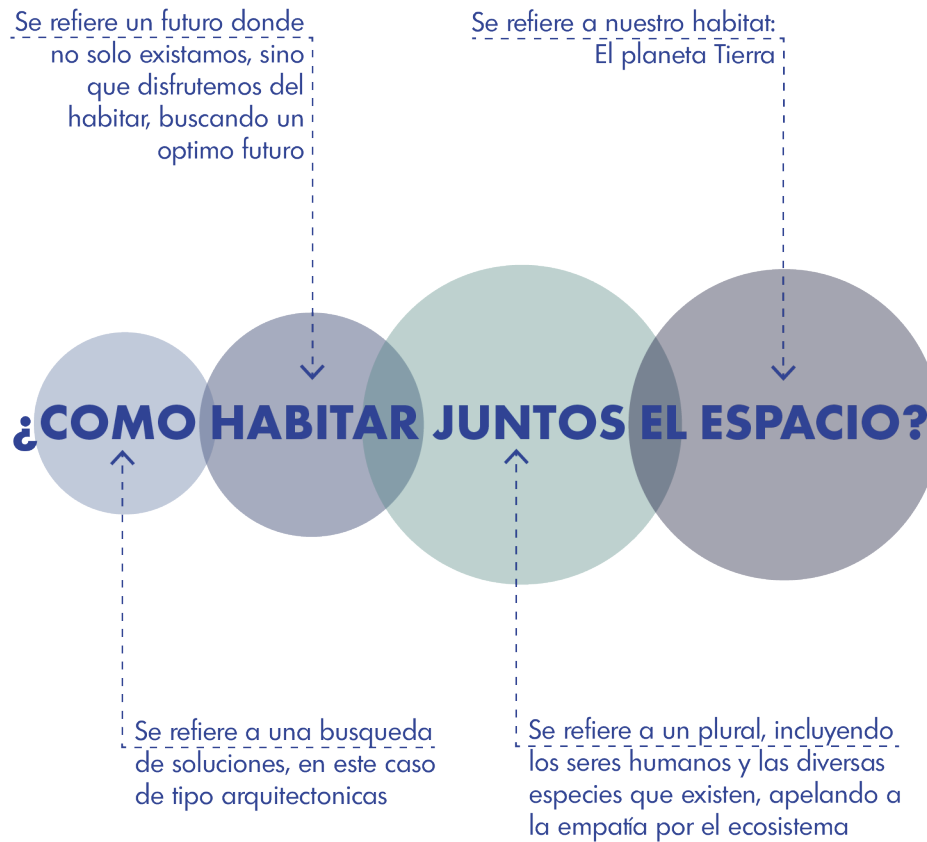 Se refiere un futuro donde
no solo existamos, sino
que disfrutemos del
habitar, buscando un
optimo futuro
Se refiere a nuestro habitat:
El planeta Tierra
¿COMO HABITAR JUNTOS EL ESPACIO?
Se refiere a una busqueda
de soluciones, en este caso
de tipo arquitectonicas
Se refiere a un plural, incluyendo
los seres humanos y las diversas
especies que existen, apelando a
la empatía por el ecosistema